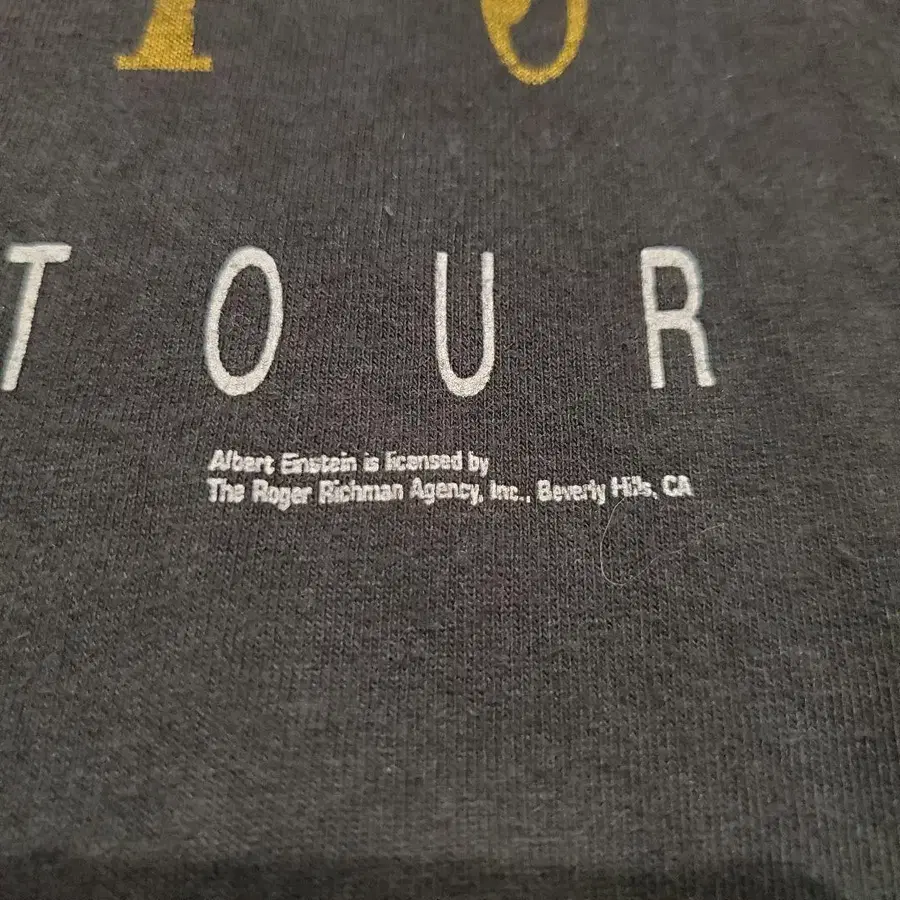 TOUR
Albert Einstein is licensed by
The Roger Richman Agency, Inc., Beverly Hills, CA